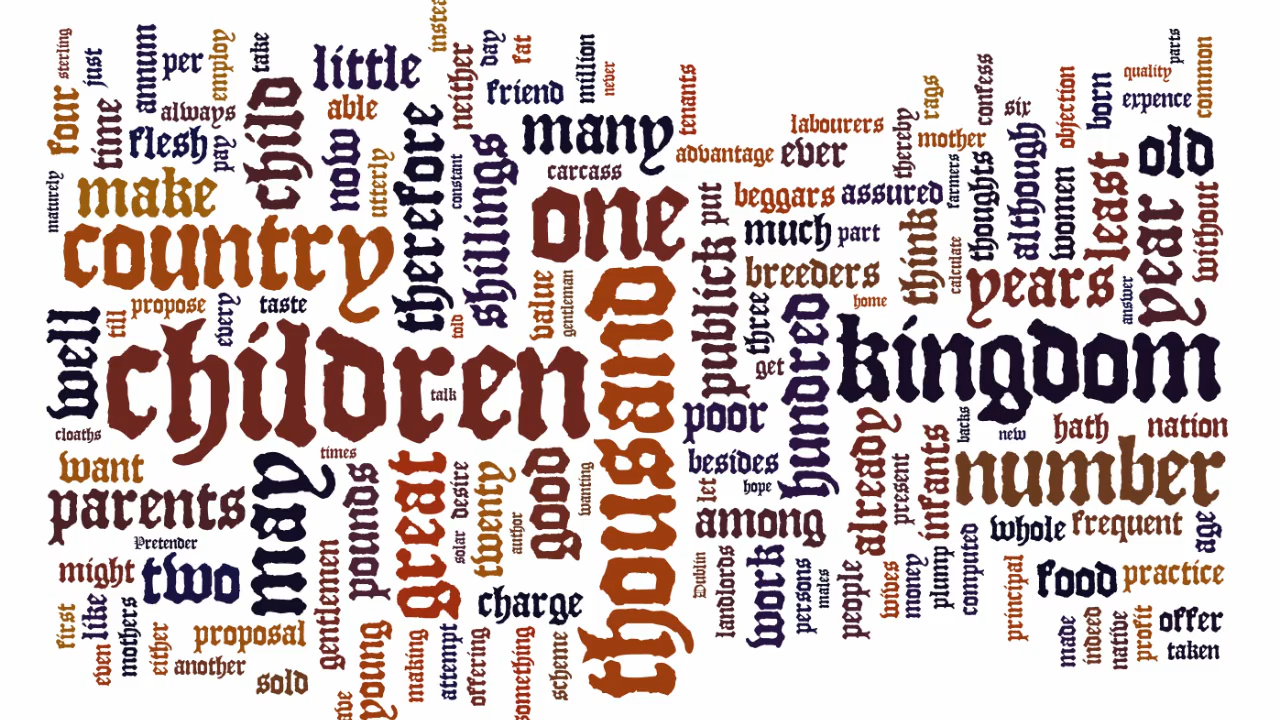 sterling
just
annum
per
employ
take
little
instea
neither
day
fat
million
never
four
time
always
flesh
pay
child
able
now
utterly
therefore
friend
constant
shillings
many
carcass
tenants
labourers
advantage
ever
thereby
rags
mother
confess
six
objection
born
quality
expence
parts
common
maturely
make
country
one
put
beggars
assured
farmers
thoughts
although
women
least
old
year
without
much
part
think
calculate
breeders
home
years
answer
publick
three
get
hundred
kingdom
well
till
propose
every
taste
told
value
gentleman
children
talk
thousand
poor
besides
hope
let
among
already
present
infants
backs
new
hath
nation
number
cloaths
want
parents
times
may
pounds
great
desire
solar
twenty
author
good
wanting
whole
frequent
age
Pretender
might
two
gentlemen
charge
Dublin
landlords
work
persons
males
people
wives
money
plump
computed
principal
food
practice
first
like
even
mothers
either
proposal
another
sold
young
making
attempt
offering
something
scheme
made
indeed
native
profit
offer
taken